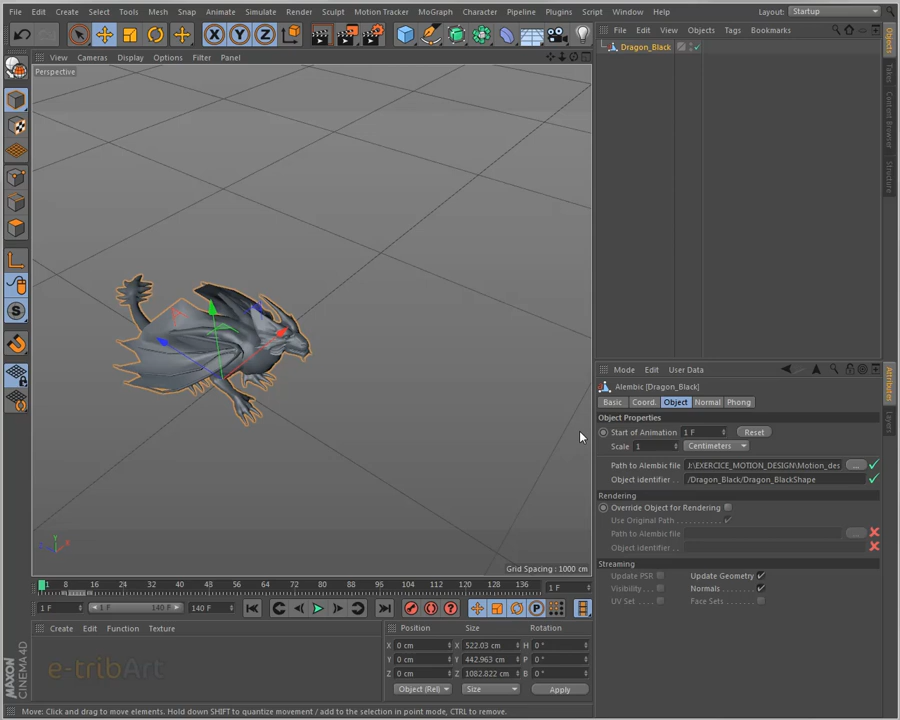 File Edit Create Select Tools Mesh Snap Animate Simulate Render Sculpt Motion Tracker MoGraph Character Pipeline Plugins Script Window Help Layout: Startup
File Edit View Objects Tags Bookmarks
View Cameras Display Options Filter Panel
Perspective
Dragon_Black
Objects
Takes
Content Browser
Structure
X Y Z
Grid Spacing : 1000 cm
Mode Edit User Data
Alembic [Dragon_Black]
Basic Coord. Object Normal Phong
Object Properties
Start of Animation 1 F Reset
Scale 1 Centimeters
Path to Alembic file J:\EXERCICE_MOTION_DESIGN\Motion_des ...
Object identifier . . /Dragon_Black/Dragon_BlackShape
Rendering
Override Object for Rendering
Use Original Path . . . . . . . . . . .
Path to Alembic file ...
Object identifier . .
Streaming
Update PSR Update Geometry
Visibility . . Normals . . . . . . .
UV Set . . Face Sets . . . .
Attributes
Layers
1 8 16 24 32 40 48 56 64 72 80 88 96 104 112 120 128 136 1 F
1 F 1 F 140 F 140 F
Create Edit Function Texture
e-tribArt
Position Size Rotation
X 0 cm X 522.03 cm H 0 °
Y 0 cm Y 442.963 cm P 0 °
Z 0 cm Z 1082.822 cm B 0 °
Object (Rel) Size Apply
MAXON
CINEMA 4D
Move: Click and drag to move elements. Hold down SHIFT to quantize movement / add to the selection in point mode, CTRL to remove.